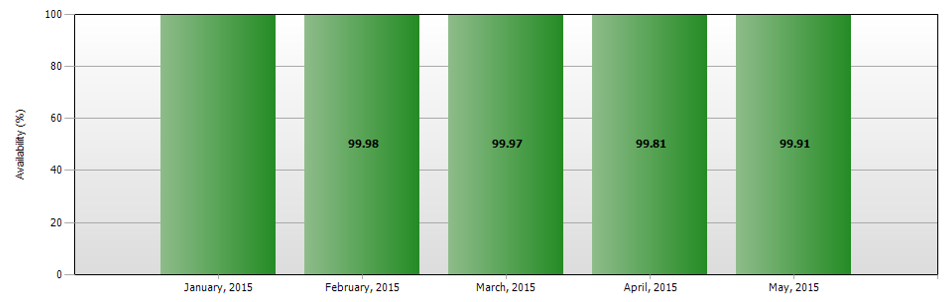 100
80
60
40
20
0
Availability (%)
99.98 99.97 99.81 99.91
January, 2015 February, 2015 March, 2015 April, 2015 May, 2015